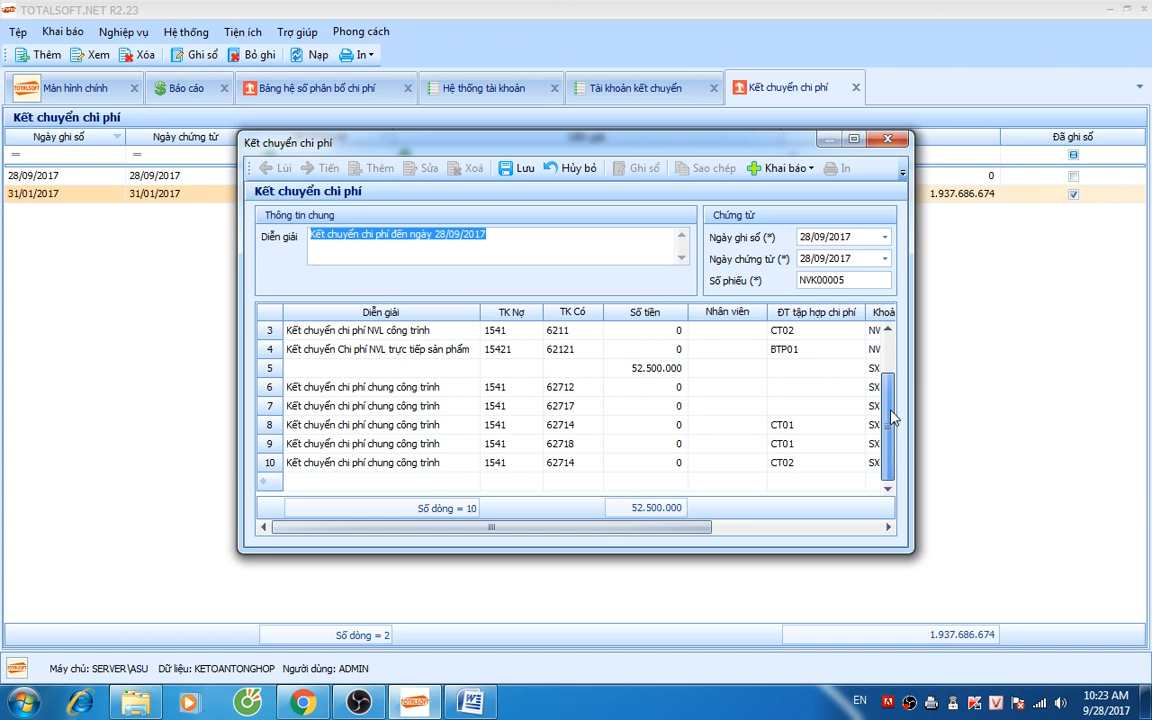 TOTALSOFT.NET R2.23
Tệp Khai báo Nghiệp vụ Hệ thống Tiện ích Trợ giúp Phong cách
Thêm Xem Xóa Ghi sổ Bỏ ghi Nạp In
Màn hình chính Báo cáo Bảng hệ số phân bổ chi phí Hệ thống tài khoản Tài khoản kết chuyển Kết chuyển chi phí
Kết chuyển chi phí
Ngày ghi sổ Ngày chứng từ Đã ghi sổ
= =
28/09/2017 28/09/2017 0
31/01/2017 31/01/2017 1.937.686.674
Kết chuyển chi phí
Lùi Tiến Thêm Sửa Xoá Lưu Hủy bỏ Ghi sổ Sao chép Khai báo In
Kết chuyển chi phí
Thông tin chung Chứng từ
Diễn giải Kết chuyển chi phí đến ngày 28/09/2017
Ngày ghi sổ (*) 28/09/2017
Ngày chứng từ (*) 28/09/2017
Số phiếu (*) NVK00005
Diễn giải TK Nợ TK Có Số tiền Nhân viên ĐT tập hợp chi phí Khoả
3 Kết chuyển chi phí NVL công trình 1541 6211 0 CT02 NV
4 Kết chuyển Chi phí NVL trực tiếp sản phẩm 15421 62121 0 BTP01 NV
5 52.500.000 SX
6 Kết chuyển chi phí chung công trình 1541 62712 0 SX
7 Kết chuyển chi phí chung công trình 1541 62717 0 SX
8 Kết chuyển chi phí chung công trình 1541 62714 0 CT01 SX
9 Kết chuyển chi phí chung công trình 1541 62718 0 CT01 SX
10 Kết chuyển chi phí chung công trình 1541 62714 0 CT02 SX
Số dòng = 10 52.500.000
Số dòng = 2 1.937.686.674
Máy chủ: SERVER\ASU Dữ liệu: KETOANTONGHOP Người dùng: ADMIN
EN
10:23 AM
9/28/2017